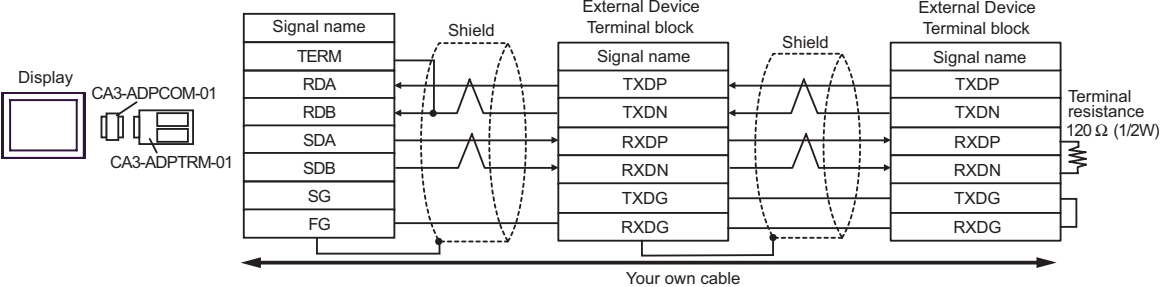 Display
CA3-ADPCOM-01
CA3-ADPTRM-01
Signal name
TERM
RDA
RDB
SDA
SDB
SG
FG
Shield
External Device
Terminal block
Signal name
TXDP
TXDN
RXDP
RXDN
TXDG
RXDG
Shield
External Device
Terminal block
Signal name
TXDP
TXDN
RXDP
RXDN
TXDG
RXDG
Terminal
resistance
120 Ω (1/2W)
Your own cable